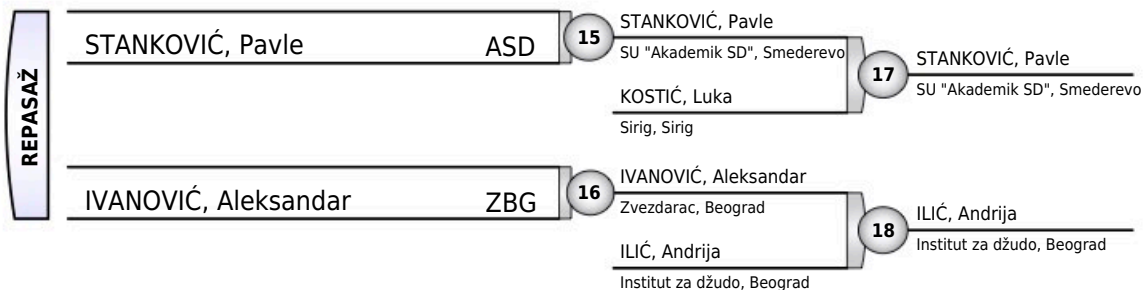 REPASAŽ
STANKOVIĆ, Pavle ASD
15
STANKOVIĆ, Pavle
SU "Akademik SD", Smederevo
KOSTIĆ, Luka
Sirig, Sirig
17
STANKOVIĆ, Pavle
SU "Akademik SD", Smederevo
IVANOVIĆ, Aleksandar ZBG
16
IVANOVIĆ, Aleksandar
Zvezdarac, Beograd
ILIĆ, Andrija
Institut za džudo, Beograd
18
ILIĆ, Andrija
Institut za džudo, Beograd